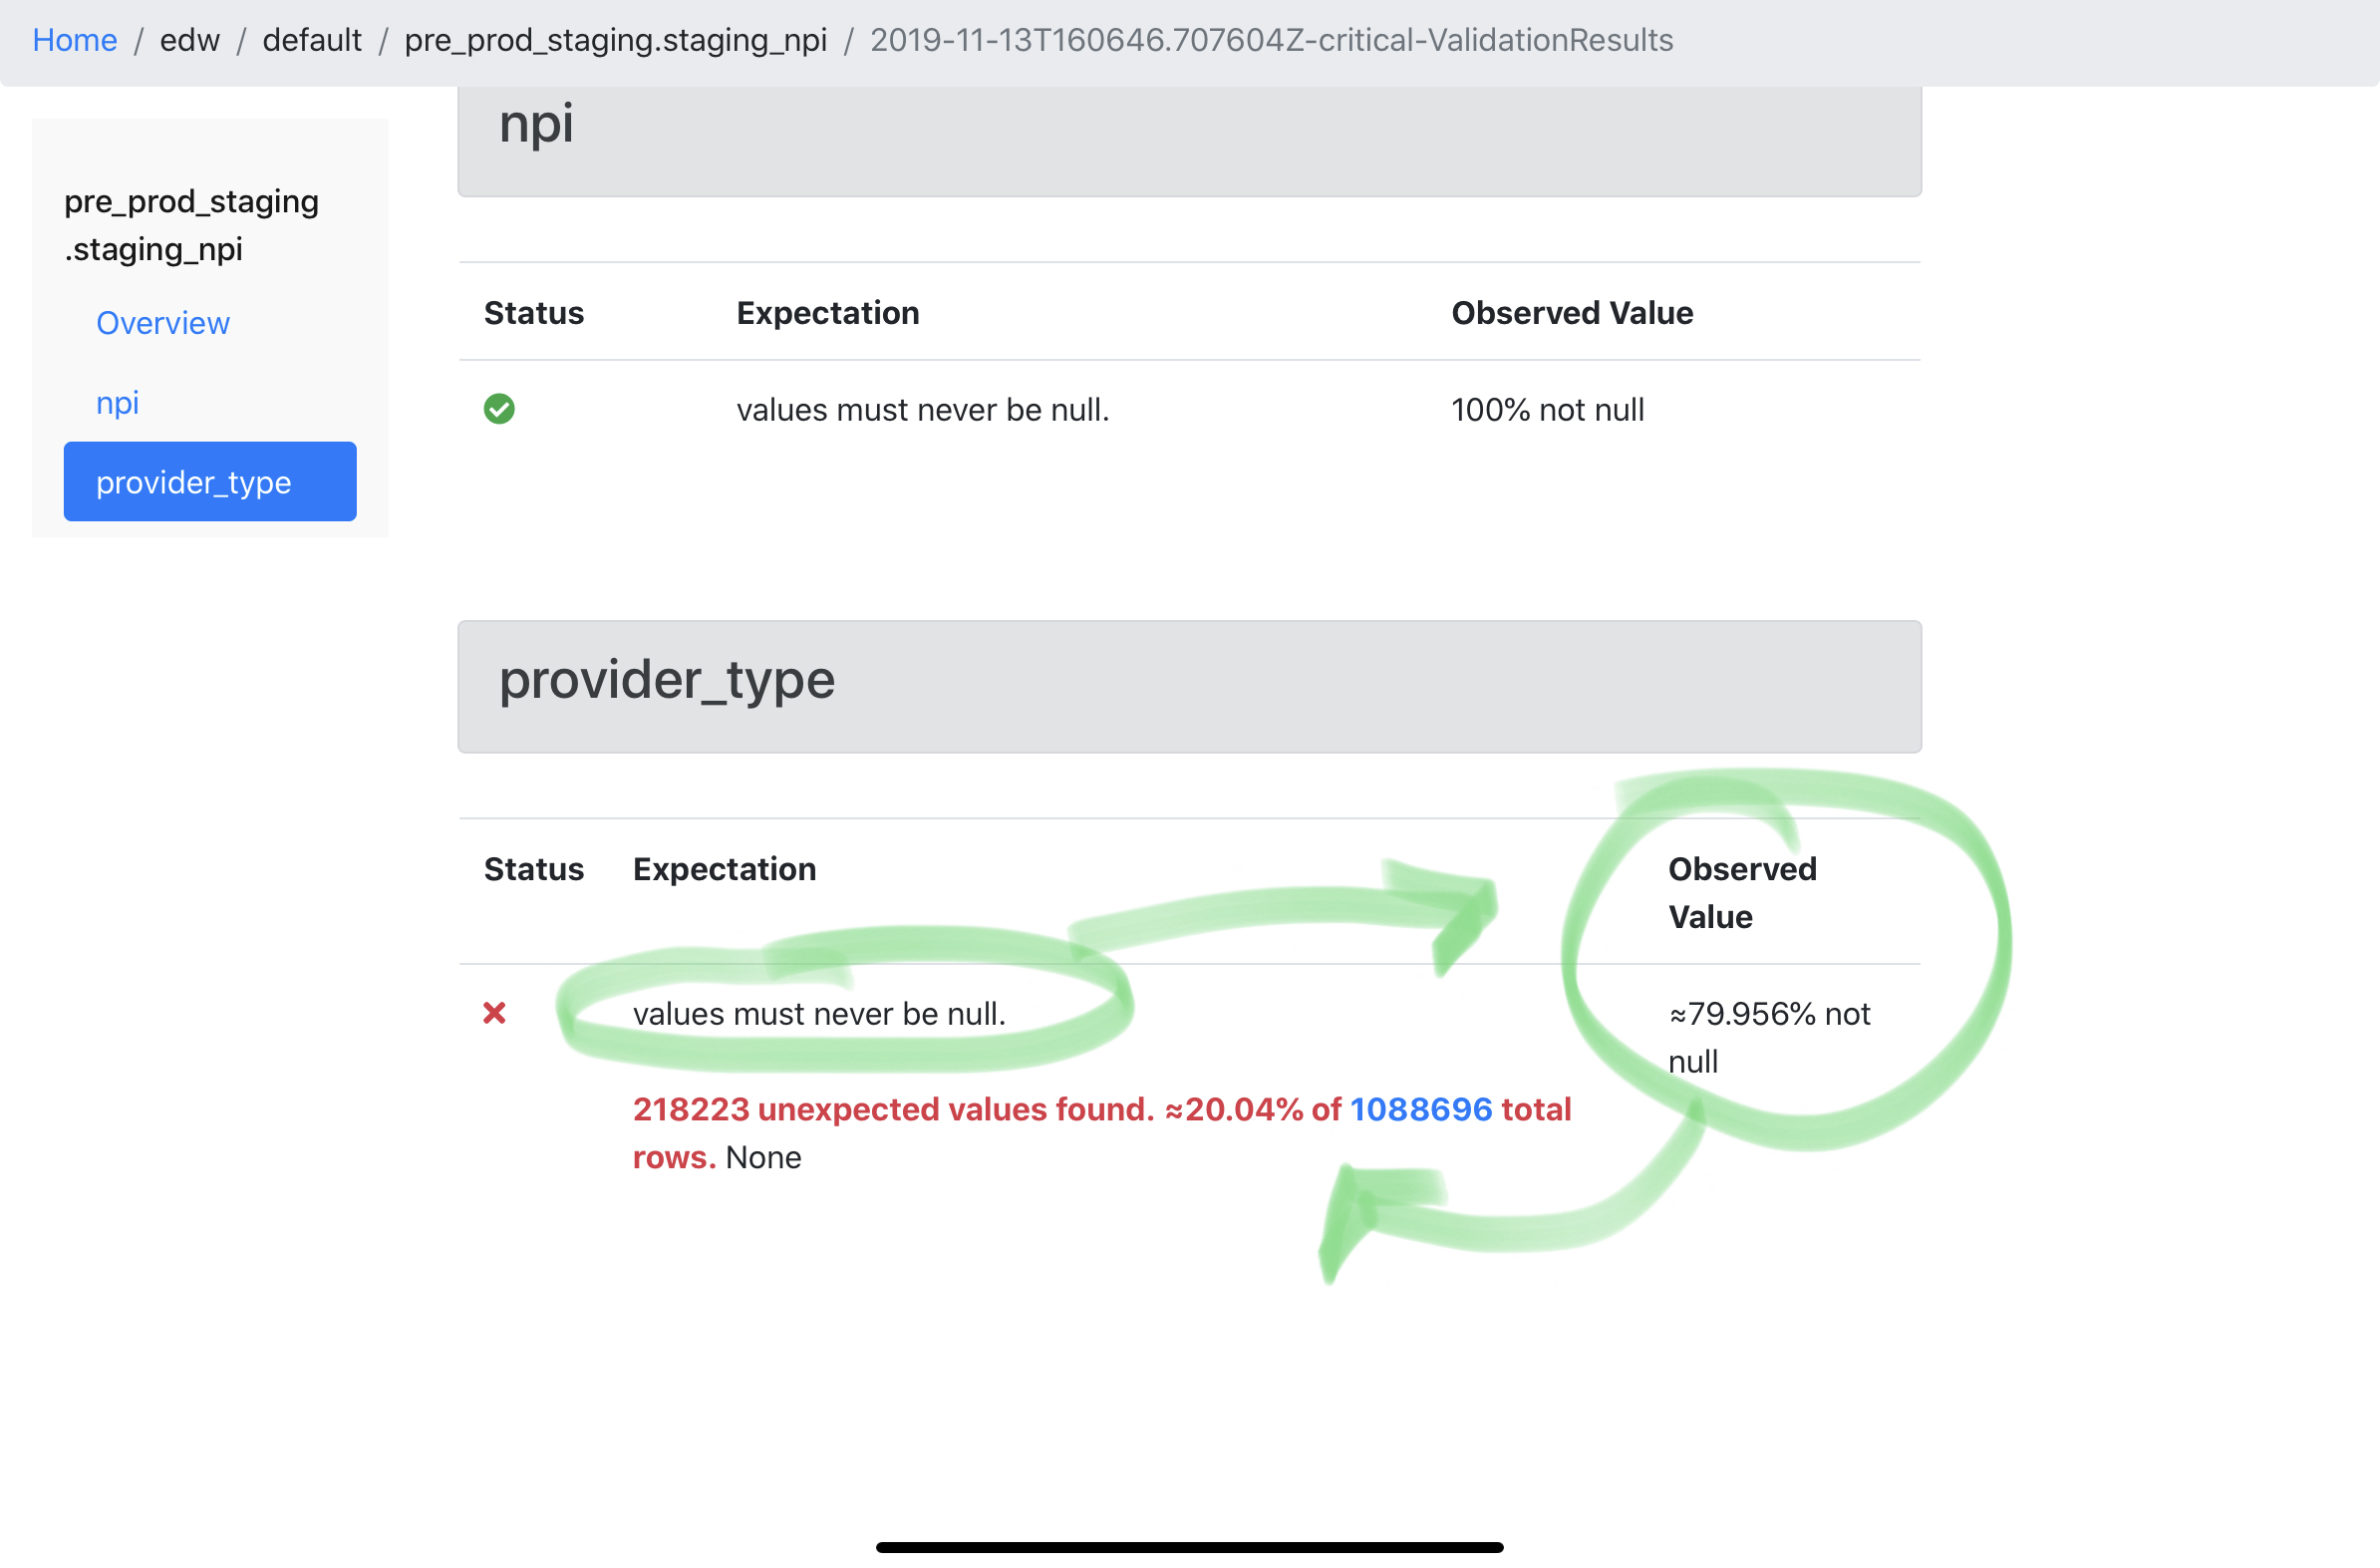 Home / edw / default / pre_prod_staging.staging_npi / 2019-11-13T160646.707604Z-critical-ValidationResults
pre_prod_staging
.staging_npi
Overview
npi
provider_type
npi
Status Expectation Observed Value
values must never be null. 100% not null
provider_type
Status Expectation Observed
Value
values must never be null. ≈79.956% not
null
218223 unexpected values found. ≈20.04% of 1088696 total
rows. None